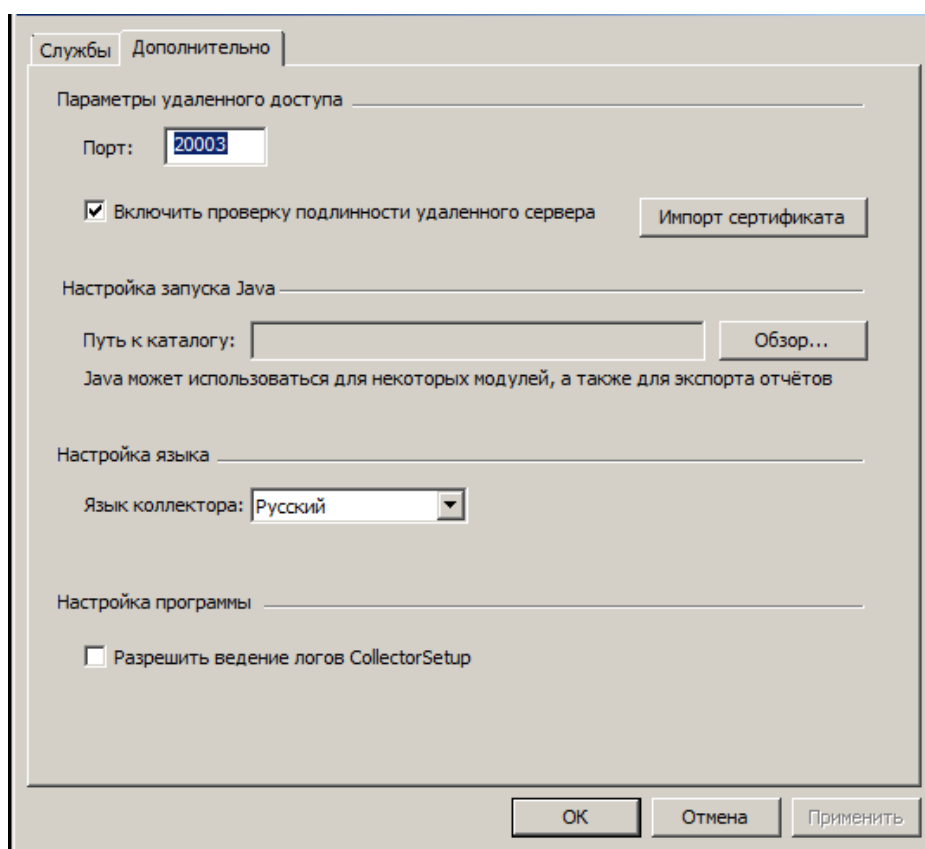 Службы Дополнительно
Параметры удаленного доступа
Порт: 20003
Включить проверку подлинности удаленного сервера Импорт сертификата
Настройка запуска Java
Путь к каталогу: Обзор...
Java может использоваться для некоторых модулей, а также для экспорта отчётов
Настройка языка
Язык коллектора: Русский
Настройка программы
Разрешить ведение логов CollectorSetup
ОК Отмена Применить